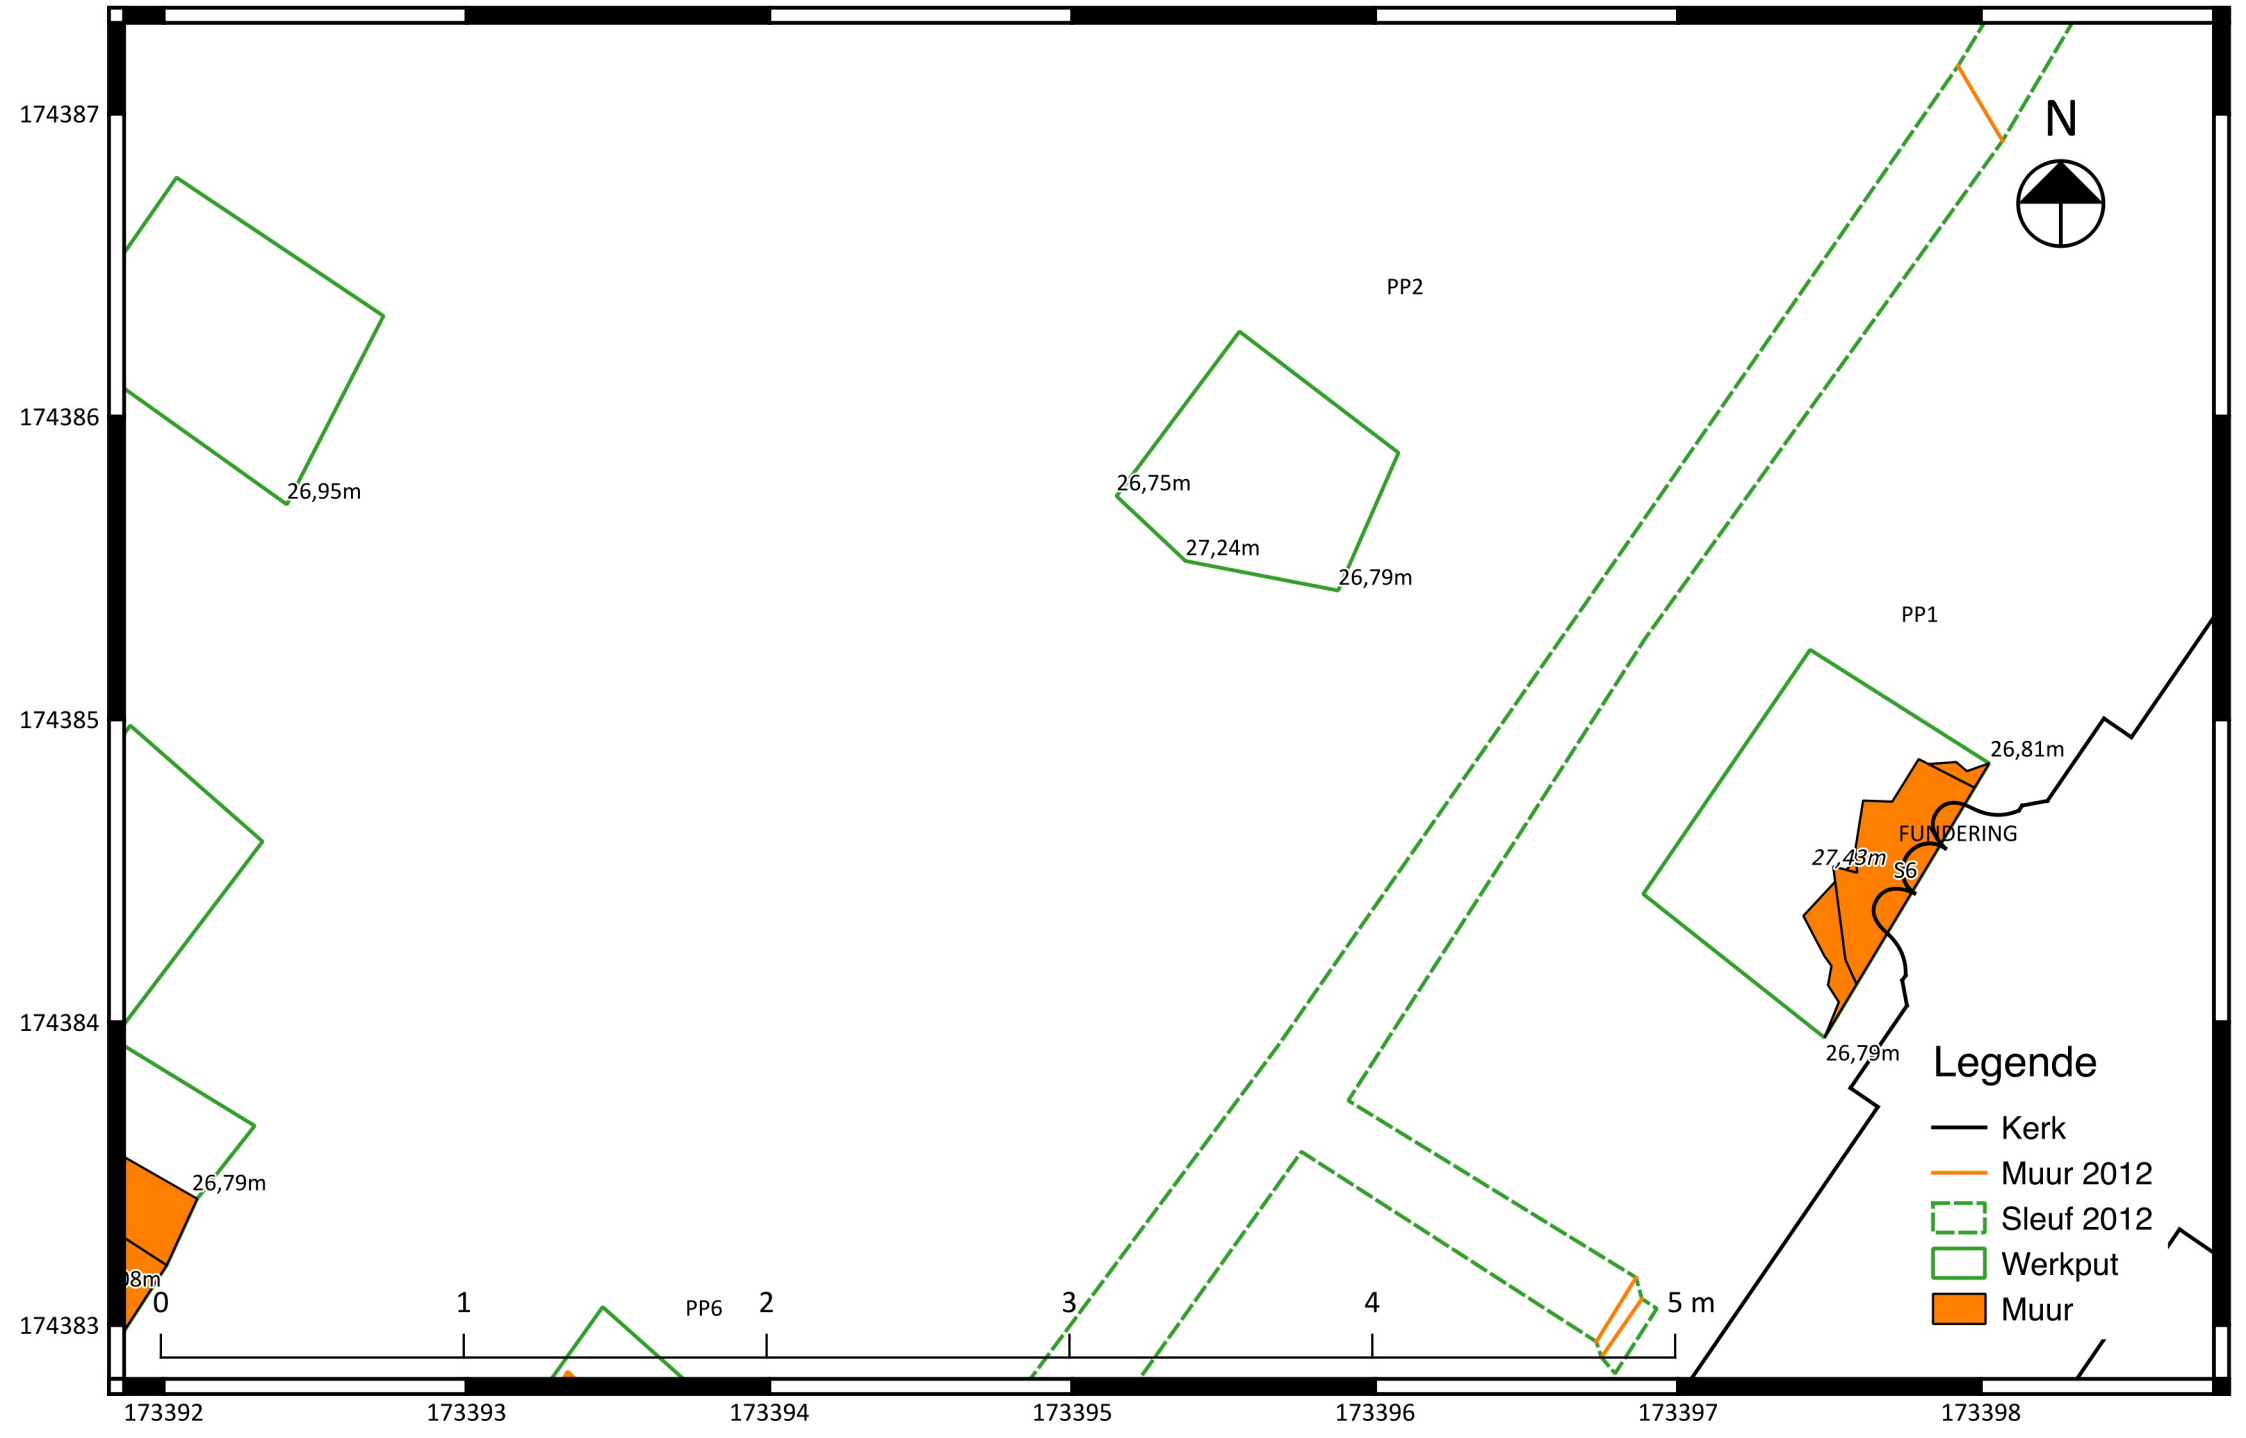 174387
N
PP2
174386
26,95m
26,75m
27,24m
26,79m
PP1
174385
26,81m
FUNDERING
27,43m
S6
174384
26,79m
Legende
Kerk
Muur 2012
Sleuf 2012
Werkput
Muur
26,79m
08m
0 1 PP6 2 3 4 5 m
174383
173392 173393 173394 173395 173396 173397 173398